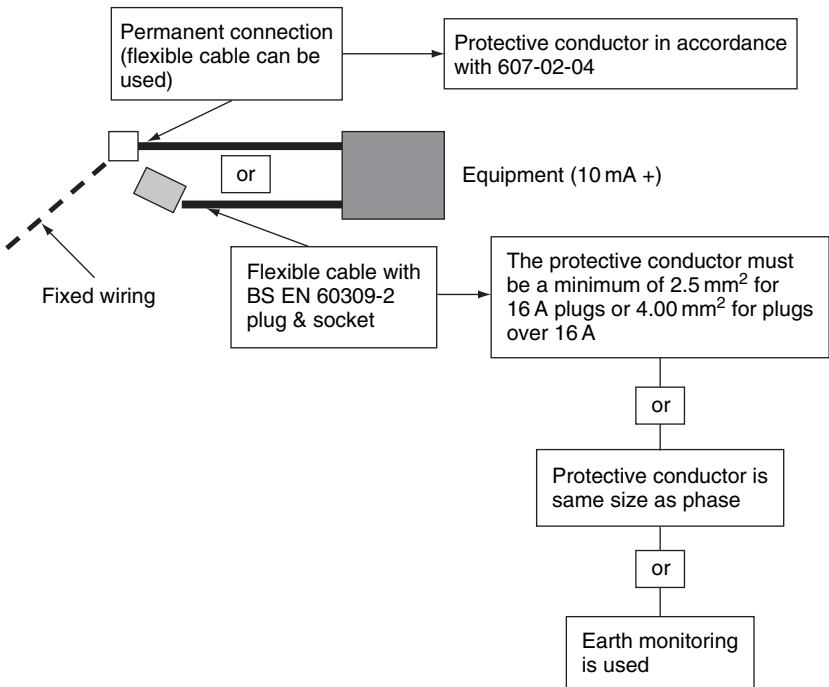 Permanent connection
(flexible cable can be
used)
Protective conductor in accordance
with 607-02-04
or
Equipment (10 mA +)
Fixed wiring
Flexible cable with
BS EN 60309-2
plug & socket
The protective conductor must
be a minimum of 2.5 mm² for
16 A plugs or 4.00 mm² for plugs
over 16 A
or
Protective conductor is
same size as phase
or
Earth monitoring
is used